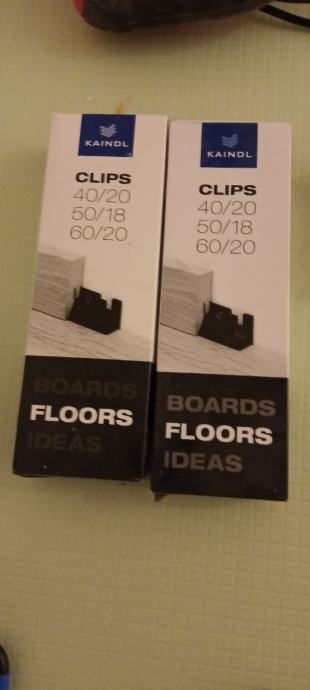 KAINDL
CLIPS
40/20
50/18
60/20
BOARDS
FLOORS
IDEAS
KAINDL
CLIPS
40/20
50/18
60/20
BOARDS
FLOORS
IDEAS